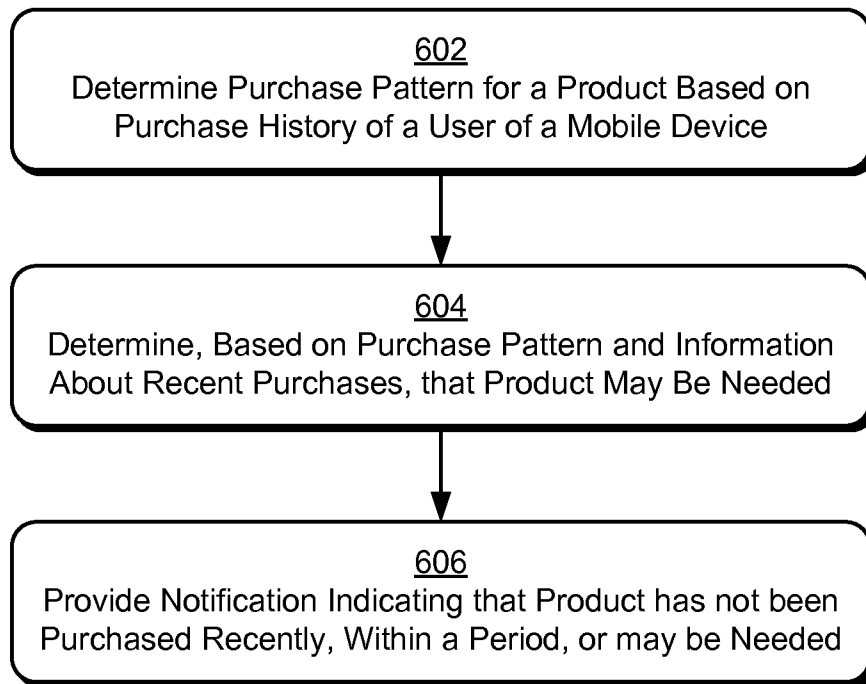 602
Determine Purchase Pattern for a Product Based on
Purchase History of a User of a Mobile Device
604
Determine, Based on Purchase Pattern and Information
About Recent Purchases, that Product May Be Needed
606
Provide Notification Indicating that Product has not been
Purchased Recently, Within a Period, or may be Needed